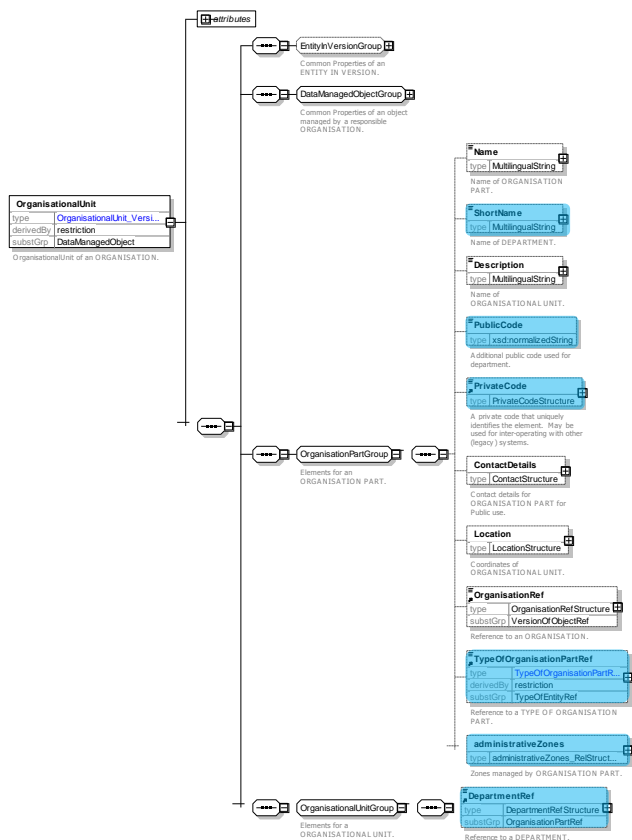 attributes
EntityInVersionGroup
Common Properties of an
ENTITY IN VERSION.
DataManagedObjectGroup
Common Properties of an object
managed by a responsible
ORGANISATION.
OrganisationalUnit
type OrganisationalUnit_Versi...
derivedBy restriction
substGrp DataManagedObject
OrganisationalUnit of an ORGANISATION.
OrganisationPartGroup
Elements for an
ORGANISATION PART.
Name
type MultilingualString
Name of ORGANISATION
PART.
ShortName
type MultilingualString
Name of DEPARTMENT.
Description
type MultilingualString
Name of
ORGANISATIONAL UNIT.
PublicCode
type xsd:normalizedString
Additional public code used for
department.
PrivateCode
type PrivateCodeStructure
A private code that uniquely
identifies the element. May be
used for inter-operating with other
(legacy) systems.
ContactDetails
type ContactStructure
Contact details for
ORGANISATION PART for
Public use.
Location
type LocationStructure
Coordinates of
ORGANISATIONAL UNIT.
OrganisationRef
type OrganisationRefStructure
substGrp VersionOfObjectRef
Reference to an ORGANISATION.
TypeOfOrganisationPartRef
type TypeOfOrganisationPartR...
derivedBy restriction
substGrp TypeOfEntityRef
Reference to a TYPE OF ORGANISATION
PART.
administrativeZones
type administrativeZones_RelStruct...
Zones managed by ORGANISATION PART.
OrganisationalUnitGroup
Elements for a
ORGANISATIONAL UNIT.
DepartmentRef
type DepartmentRefStructure
substGrp OrganisationPartRef
Reference to a DEPARTMENT.